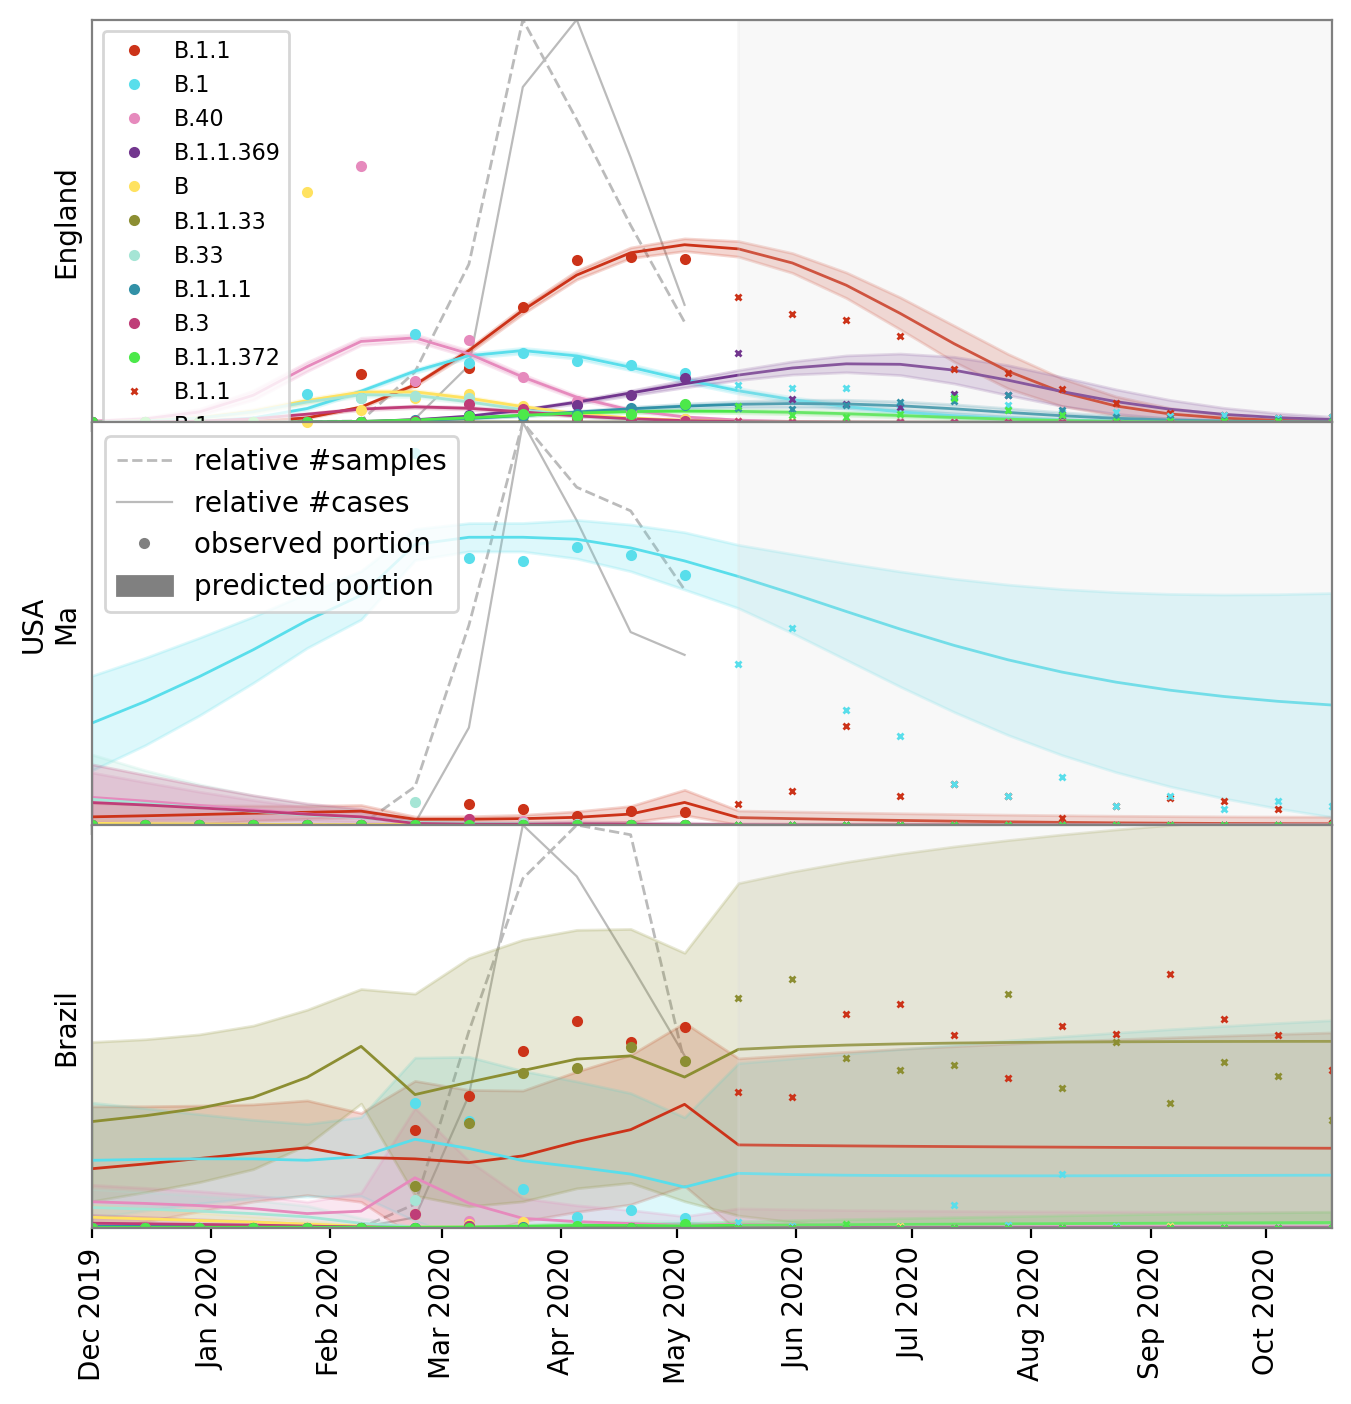 England
B.1.1
B.1
B.40
B.1.1.369
B
B.1.1.33
B.33
B.1.1.1
B.3
B.1.1.372
B.1.1
USA
Ma
relative #samples
relative #cases
observed portion
predicted portion
Brazil
Dec 2019
Jan 2020
Feb 2020
Mar 2020
Apr 2020
May 2020
Jun 2020
Jul 2020
Aug 2020
Sep 2020
Oct 2020